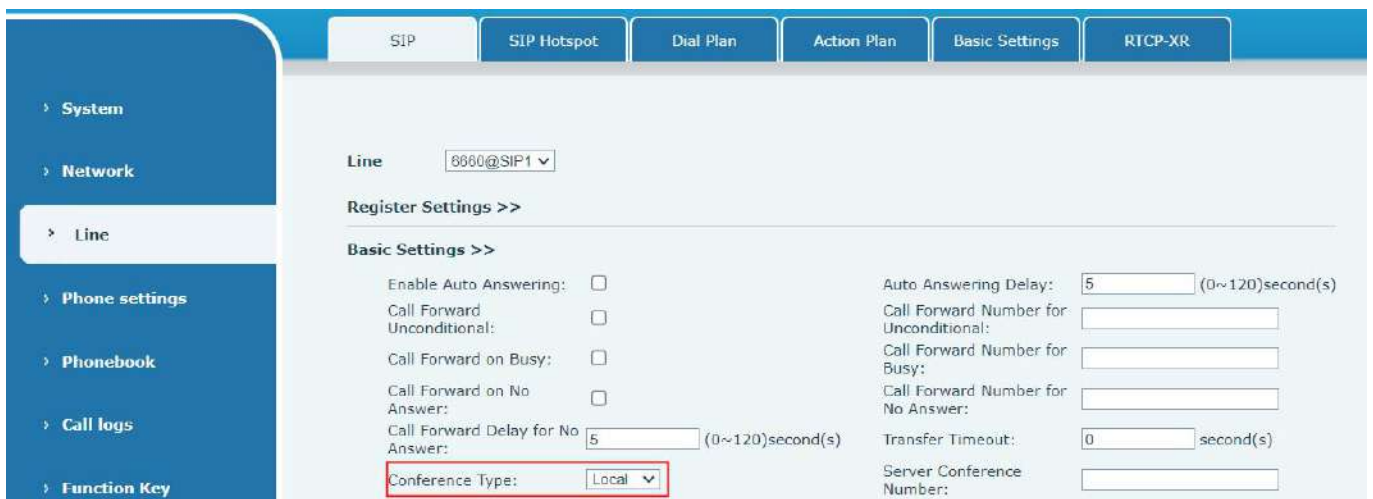 SIP
SIP Hotspot
Dial Plan
Action Plan
Basic Settings
RTCP-XR
› System
› Network
› Line
› Phone settings
› Phonebook
› Call logs
› Function Key
Line 6660@SIP1
Register Settings >>
Basic Settings >>
Enable Auto Answering:
Auto Answering Delay: 5 (0~120)second(s)
Call Forward
Unconditional:
Call Forward Number for
Unconditional:
Call Forward on Busy:
Call Forward Number for
Busy:
Call Forward on No
Answer:
Call Forward Number for
No Answer:
Call Forward Delay for No
Answer: 5 (0~120)second(s)
Transfer Timeout: 0 second(s)
Conference Type: Local
Server Conference
Number: